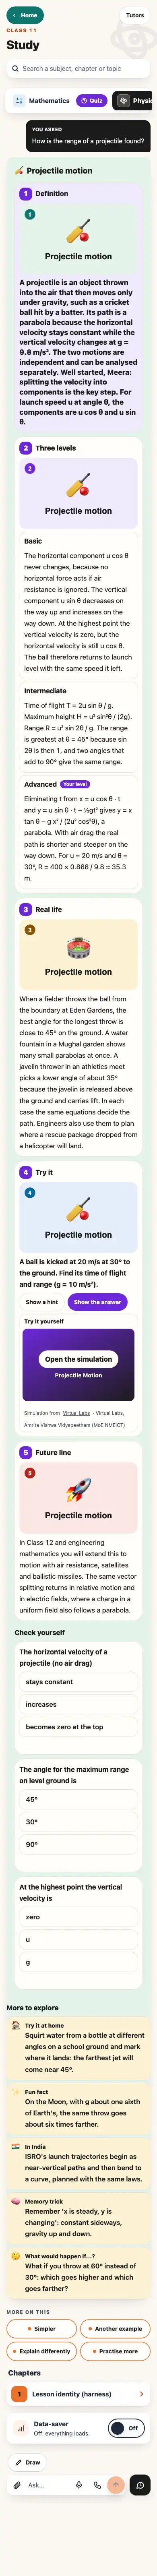 Home
Tutors
CLASS 11
Study
Search a subject, chapter or topic
Mathematics
Quiz
Physic
YOU ASKED
How is the range of a projectile found?
Projectile motion
1 Definition
1
Projectile motion
A projectile is an object thrown
into the air that then moves only
under gravity, such as a cricket
ball hit by a batter. Its path is a
parabola because the horizontal
velocity stays constant while the
vertical velocity changes at g =
9.8 m/s². The two motions are
independent and can be analysed
separately. Well started, Meera:
splitting the velocity into
components is the key step. For
launch speed u at angle θ, the
components are u cos θ and u sin
θ.
2 Three levels
2
Projectile motion
Basic
The horizontal component u cos θ
never changes, because no
horizontal force acts if air
resistance is ignored. The vertical
component u sin θ decreases on
the way up and increases on the
way down. At the highest point the
vertical velocity is zero, but the
horizontal velocity is still u cos θ.
The ball therefore returns to launch
level with the same speed it left.
Intermediate
Time of flight T = 2u sin θ / g.
Maximum height H = u² sin²θ / (2g).
Range R = u² sin 2θ / g. The range
is greatest at θ = 45° because sin
2θ is then 1, and two angles that
add to 90° give the same range.
Advanced Your level
Eliminating t from x = u cos θ · t
and y = u sin θ · t − ½gt² gives y = x
tan θ − g x² / (2u² cos²θ), a
parabola. With air drag the real
path is shorter and steeper on the
way down. For u = 20 m/s and θ =
30°, R = 400 × 0.866 / 9.8 = 35.3
m.
3 Real life
3
Projectile motion
When a fielder throws the ball from
the boundary at Eden Gardens, the
best angle for the longest throw is
close to 45° on the ground. A water
fountain in a Mughal garden shows
many small parabolas at once. A
javelin thrower in an athletics meet
picks a lower angle of about 35°
because the javelin is released above
the ground and carries lift. In each
case the same equations decide the
path. Engineers also use them to plan
where a rescue package dropped from
a helicopter will land.
4 Try it
4
Projectile motion
A ball is kicked at 20 m/s at 30° to
the ground. Find its time of flight
and range (g = 10 m/s²).
Show a hint
Show the answer
Try it yourself
Open the simulation
Projectile Motion
Simulation from Virtual Labs · Virtual Labs,
Amrita Vishwa Vidyapeetham (MoE NMEICT)
5 Future line
5
Projectile motion
In Class 12 and engineering
mathematics you will extend this to
motion with air resistance, satellites
and ballistic missiles. The same vector
method returns in relative motion and
in electric fields, where a charge in a
uniform field also follows a parabola.
Check yourself
The horizontal velocity of a
projectile (no air drag)
stays constant
increases
becomes zero at the top
The angle for the maximum range
on level ground is
45°
30°
90°
At the highest point the vertical
velocity is
zero
u
g
More to explore
Try it at home
Squirt water from a bottle at different
angles on a school ground and mark
where it lands: the farthest jet will
come near 45°.
Fun fact
On the Moon, with g about one sixth
of Earth's, the same throw goes
about six times farther.
In India
ISRO's launch trajectories begin as
near-vertical paths and then bend to
a curve, planned with the same laws.
Memory trick
Remember 'x is steady, y is
changing': constant sideways,
gravity up and down.
What would happen if...?
What if you throw at 60° instead of
30°: which goes higher and which
goes farther?
MORE ON THIS
Simpler
Another example
Explain differently
Practise more
Chapters
1 Lesson identity (harness)
Data-saver
Off: everything loads.
Off
Draw
Ask...